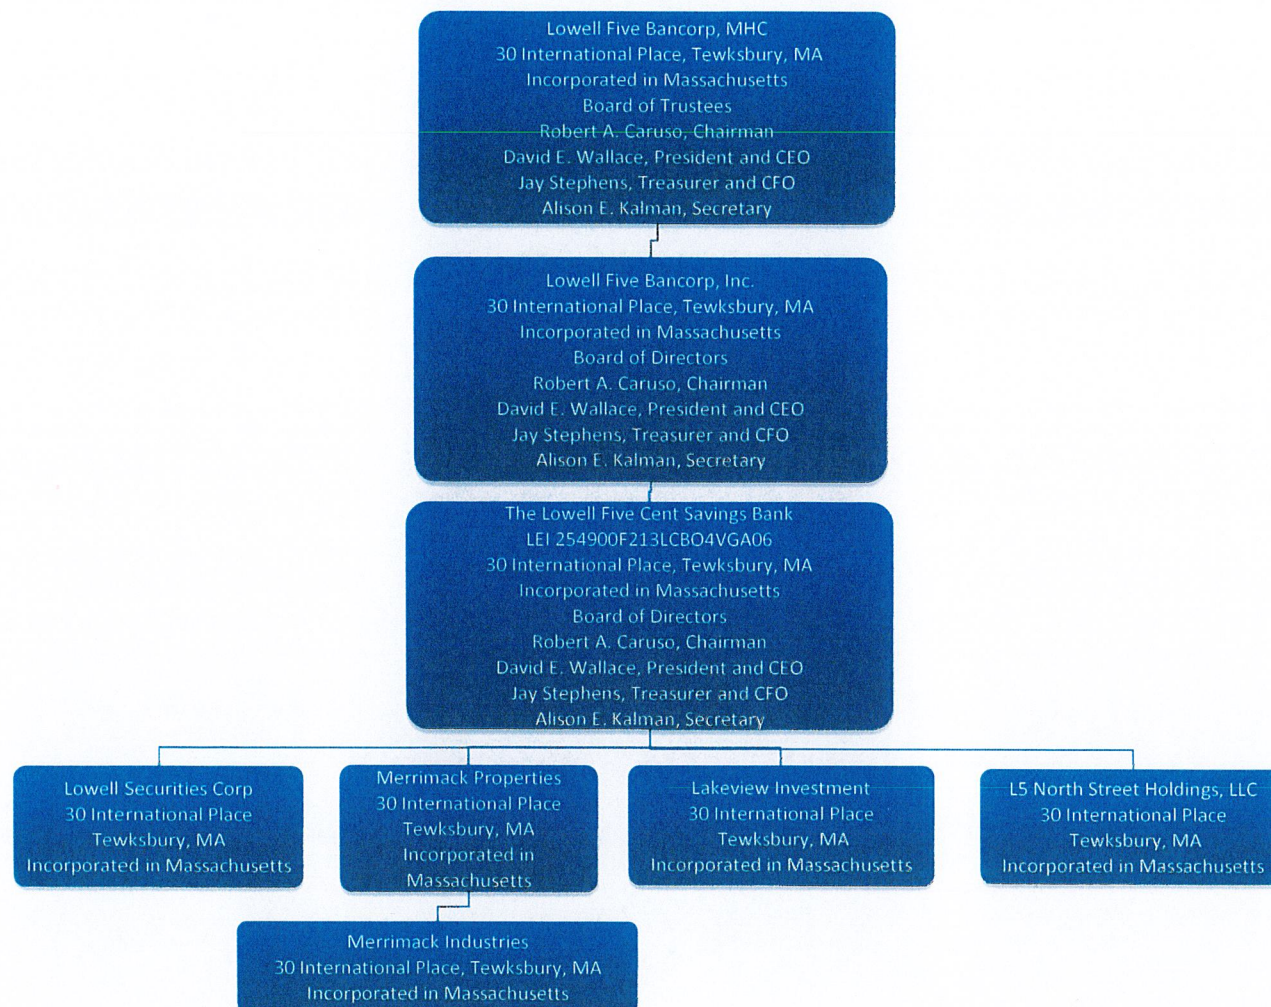 Lowell Five Bancorp, MHC
30 International Place, Tewksbury, MA
Incorporated in Massachusetts
Board of Trustees
Robert A. Caruso, Chairman
David E. Wallace, President and CEO
Jay Stephens, Treasurer and CFO
Alison E. Kalman, Secretary
Lowell Five Bancorp, Inc.
30 International Place, Tewksbury, MA
Incorporated in Massachusetts
Board of Directors
Robert A. Caruso, Chairman
David E. Wallace, President and CEO
Jay Stephens, Treasurer and CFO
Alison E. Kalman, Secretary
The Lowell Five Cent Savings Bank
LEI 254900F213LCBO4VGA06
30 International Place, Tewksbury, MA
Incorporated in Massachusetts
Board of Directors
Robert A. Caruso, Chairman
David E. Wallace, President and CEO
Jay Stephens, Treasurer and CFO
Alison E. Kalman, Secretary
Lowell Securities Corp
30 International Place
Tewksbury, MA
Incorporated in Massachusetts
Merrimack Properties
30 International Place
Tewksbury, MA
Incorporated in
Massachusetts
Lakeview Investment
30 International Place
Tewksbury, MA
Incorporated in Massachusetts
L5 North Street Holdings, LLC
30 International Place
Tewksbury, MA
Incorporated in Massachusetts
Merrimack Industries
30 International Place, Tewksbury, MA
Incorporated in Massachusetts